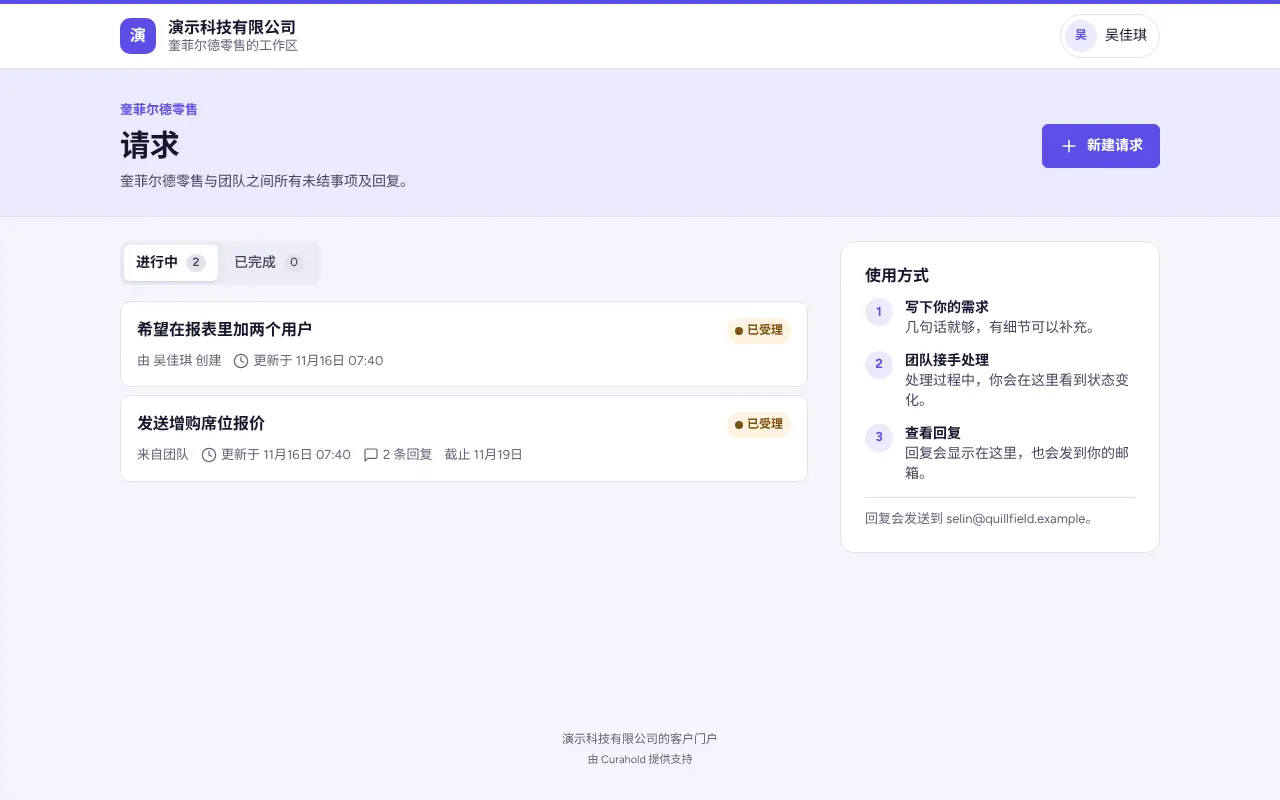 演
演示科技有限公司
奎菲尔德零售的工作区
吴
吴佳琪
奎菲尔德零售
请求
奎菲尔德零售与团队之间所有未结事项及回复。
新建请求
进行中 2
已完成 0
希望在报表里加两个用户
已受理
由 吴佳琪 创建 更新于 11月16日 07:40
发送增购席位报价
已受理
来自团队 更新于 11月16日 07:40 2 条回复 截止 11月19日
使用方式
1
写下你的需求
几句话就够，有细节可以补充。
2
团队接手处理
处理过程中，你会在这里看到状态变
化。
3
查看回复
回复会显示在这里，也会发到你的邮
箱。
回复会发送到 selin@quillfield.example。
演示科技有限公司的客户门户
由 Curahold 提供支持